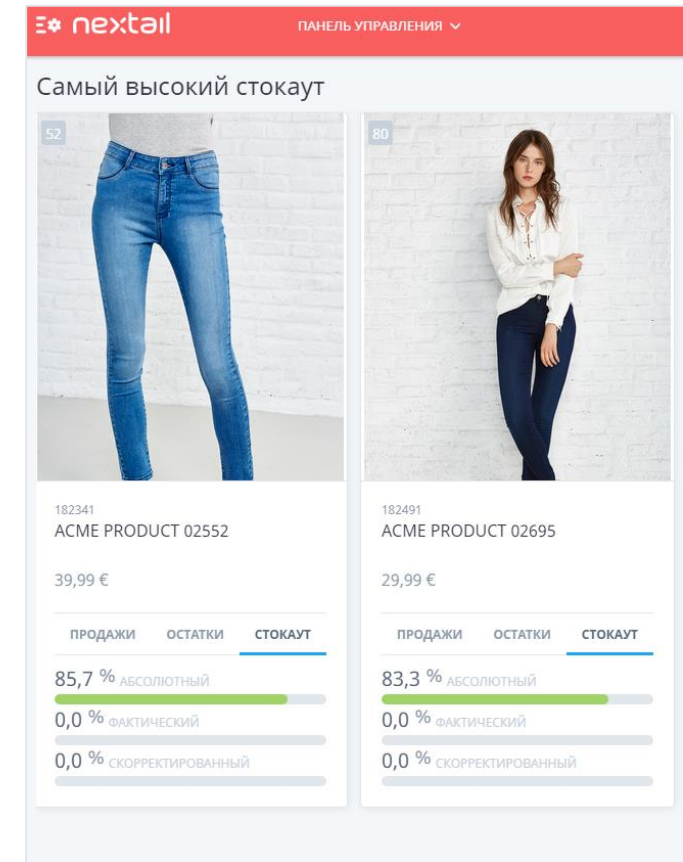 nextail
ПАНЕЛЬ УПРАВЛЕНИЯ
Самый высокий стокаут
52
182341
ACME PRODUCT 02552
39,99 €
ПРОДАЖИ ОСТАТКИ СТОКАУТ
85,7 % АБСОЛЮТНЫЙ
0,0 % ФАКТИЧЕСКИЙ
0,0 % СКОРРЕКТИРОВАННЫЙ
80
182491
ACME PRODUCT 02695
29,99 €
ПРОДАЖИ ОСТАТКИ СТОКАУТ
83,3 % АБСОЛЮТНЫЙ
0,0 % ФАКТИЧЕСКИЙ
0,0 % СКОРРЕКТИРОВАННЫЙ